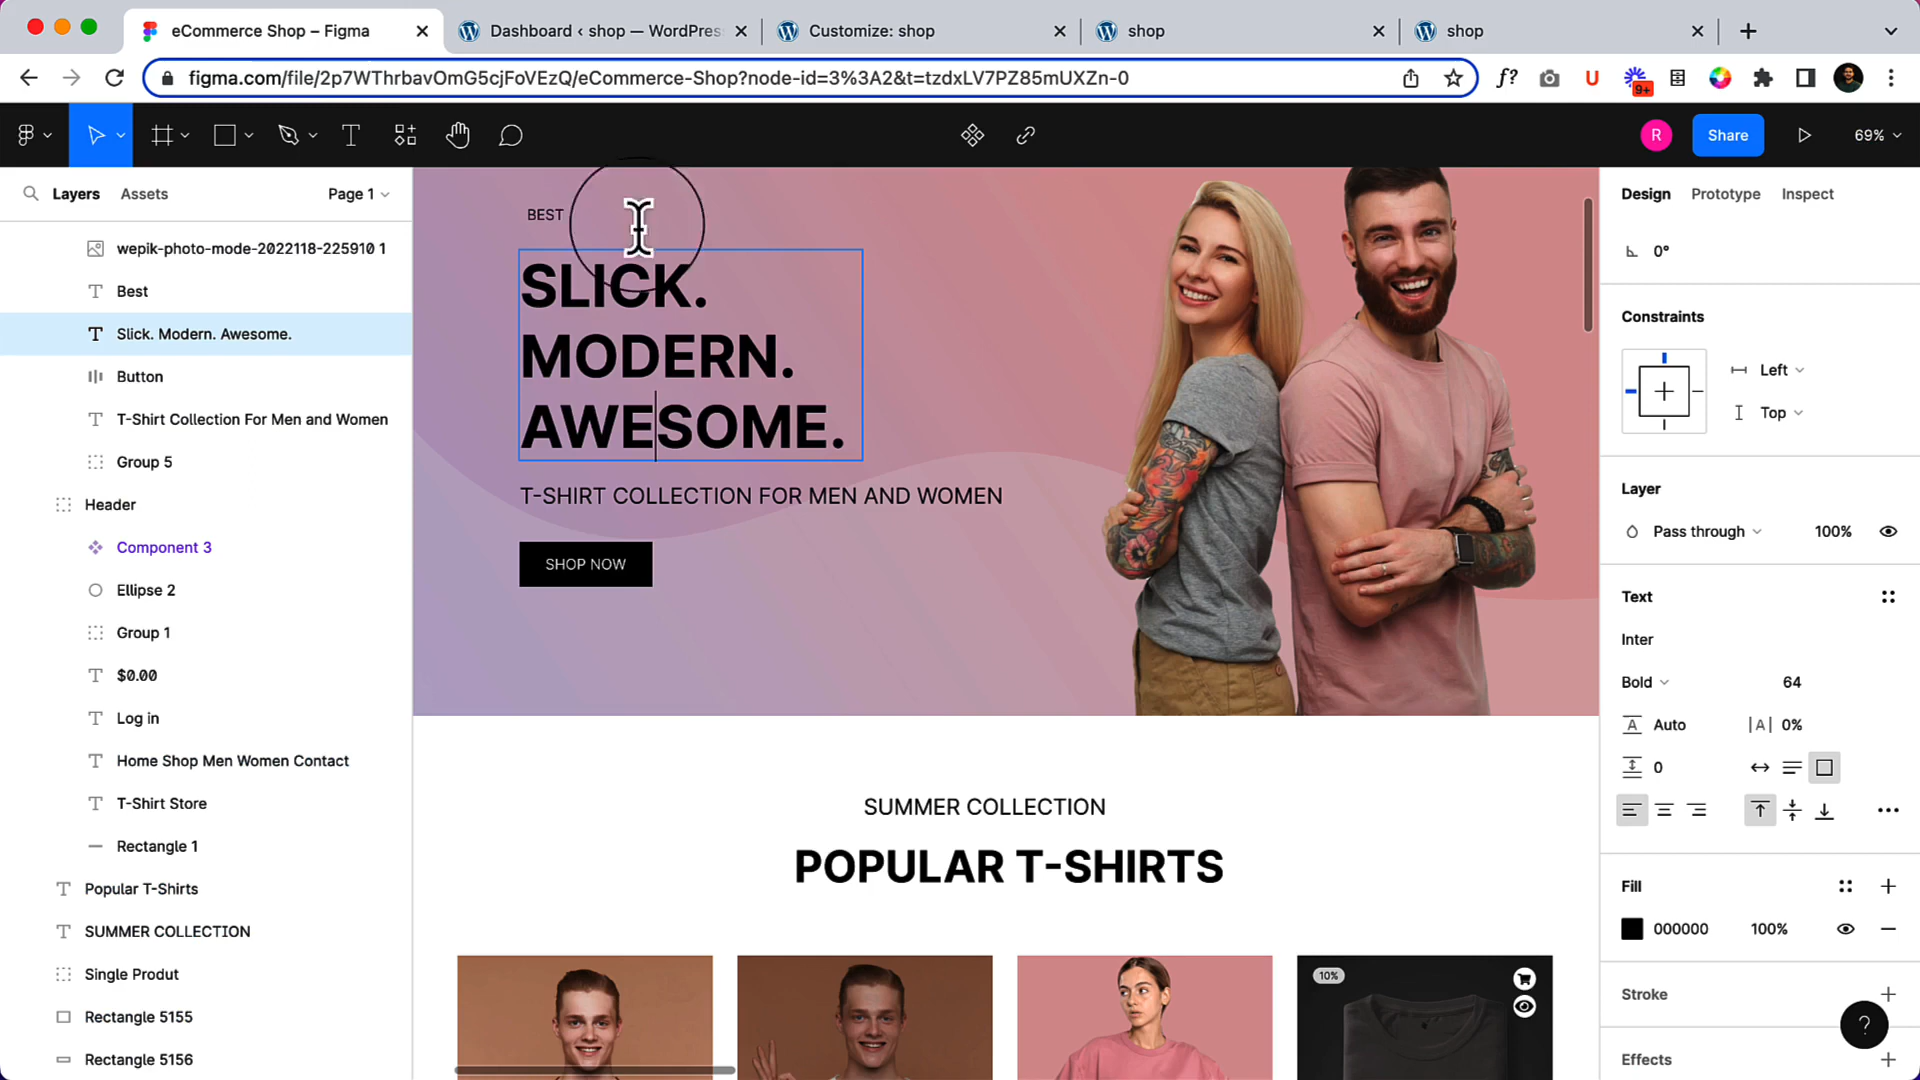 eCommerce Shop – Figma
Dashboard ‹ shop — WordPres
Customize: shop
shop
shop
figma.com/file/2p7WThrbavOmG5cjFoVEzQ/eCommerce-Shop?node-id=3%3A2&t=tzdxLV7PZ85mUXZn-0
f?
U
9+
R
Share
69%
Layers
Assets
Page 1
wepik-photo-mode-2022118-225910 1
Best
Slick. Modern. Awesome.
Button
T-Shirt Collection For Men and Women
Group 5
Header
Component 3
Ellipse 2
Group 1
$0.00
Log in
Home Shop Men Women Contact
T-Shirt Store
Rectangle 1
Popular T-Shirts
SUMMER COLLECTION
Single Produt
Rectangle 5155
Rectangle 5156
BEST
SLICK.
MODERN.
AWESOME.
T-SHIRT COLLECTION FOR MEN AND WOMEN
SHOP NOW
SUMMER COLLECTION
POPULAR T-SHIRTS
10%
Design
Prototype
Inspect
0°
Constraints
Left
Top
Layer
Pass through
100%
Text
Inter
Bold
64
Auto
0%
0
Fill
000000
100%
Stroke
Effects
?